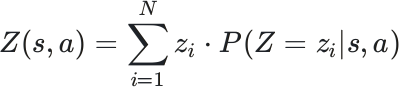 Z(s, a) = \sum_{i=1}^{N} z_i \cdot P(Z = z_i | s, a)